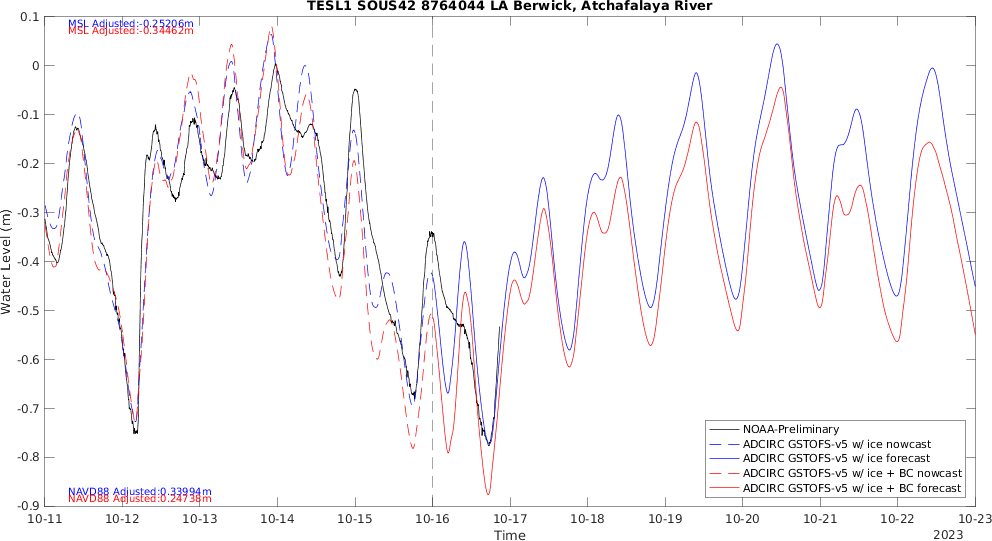 TESL1 SOUS42 8764044 LA Berwick, Atchafalaya River
MSL Adjusted:-0.25206m
MSL Adjusted:-0.34462m
0.1
0
-0.1
-0.2
-0.3
-0.4
-0.5
-0.6
-0.7
-0.8
-0.9
Water Level (m)
NAVD88 Adjusted:0.33994m
NAVD88 Adjusted:0.24738m
NOAA-Preliminary
ADCIRC GSTOFS-v5 w/ ice nowcast
ADCIRC GSTOFS-v5 w/ ice forecast
ADCIRC GSTOFS-v5 w/ ice + BC nowcast
ADCIRC GSTOFS-v5 w/ ice + BC forecast
10-11 10-12 10-13 10-14 10-15 10-16 10-17 10-18 10-19 10-20 10-21 10-22 10-23
Time
2023